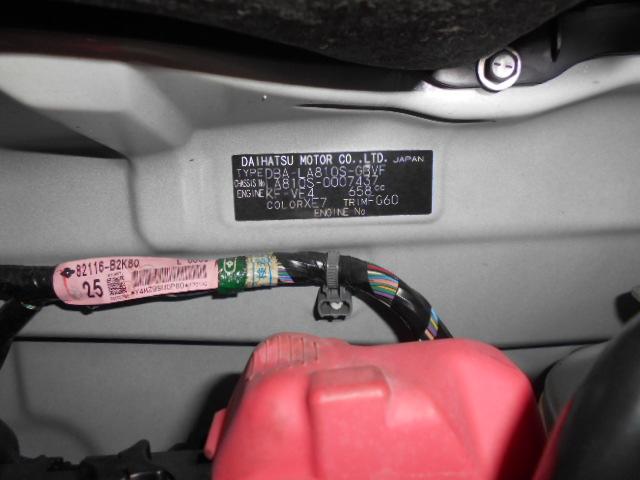 DAIHATSU MOTOR CO.,LTD. JAPAN
TYPE DBA-LA810S-GBVF
CHASSIS No LA810S-0007437
ENGINE KF-VE4 658cc
COLOR XE7 TRIM-G60
ENGINE No
82116-B2K80
25